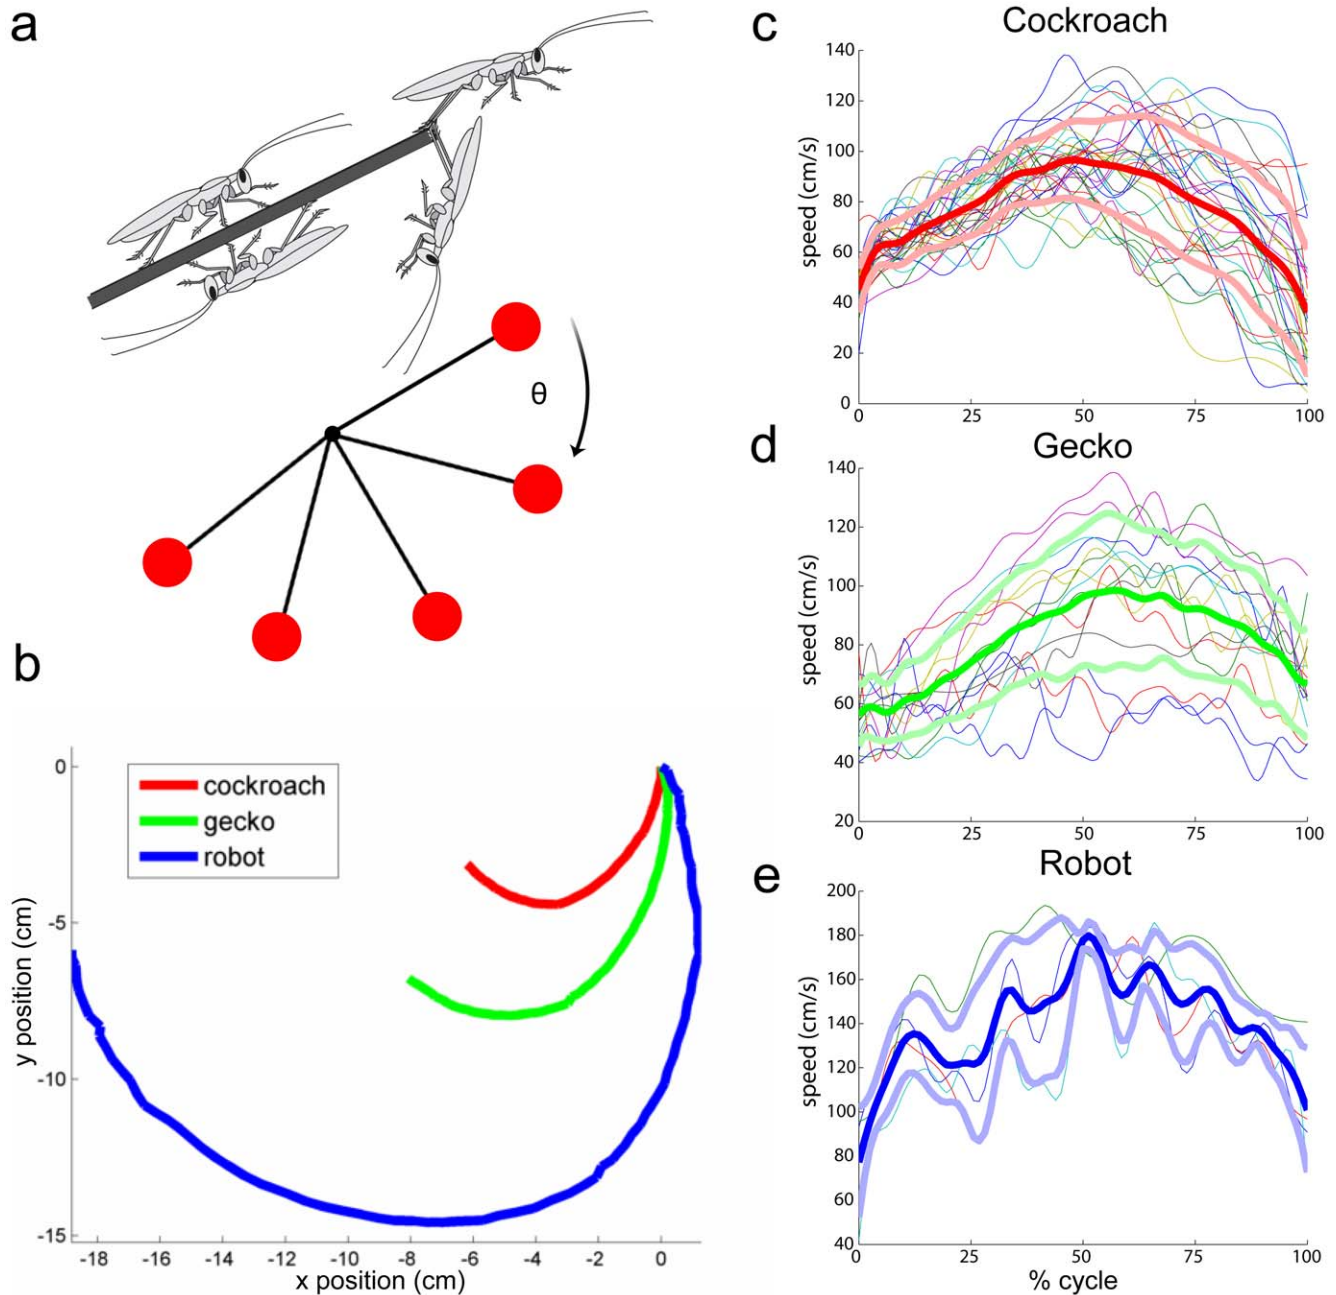 a
θ
b
cockroach
gecko
robot
0
-5
-10
-15
y position (cm)
-18
-16
-14
-12
-10
-8
-6
-4
-2
0
x position (cm)
c
Cockroach
140
120
100
80
60
40
20
0
speed (cm/s)
0
25
50
75
100
d
Gecko
140
120
100
80
60
40
20
speed (cm/s)
0
25
50
75
100
e
Robot
200
180
160
140
120
100
80
60
40
speed (cm/s)
0
25
50
75
100
% cycle